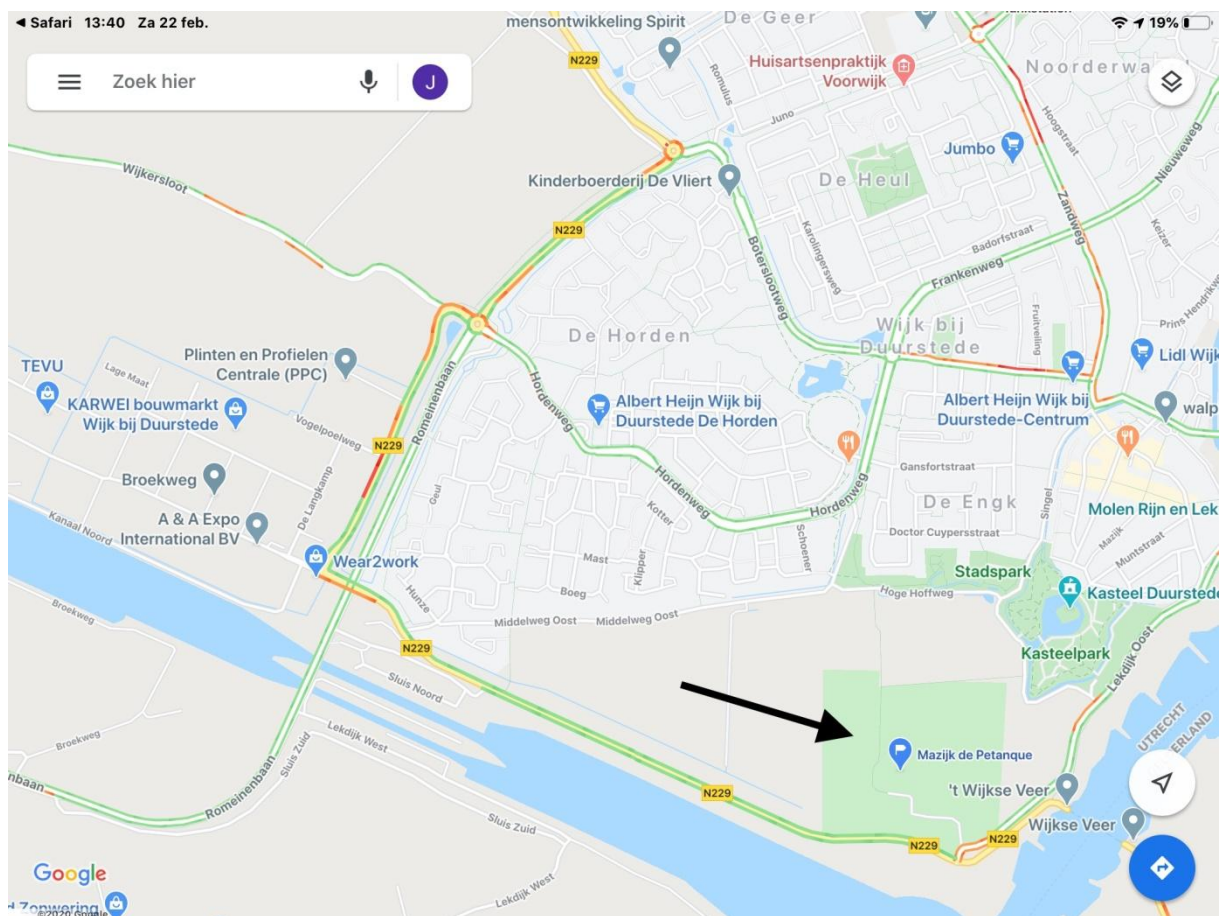 Safari 13:40 Za 22 feb.
19%
mensontwikkeling Spirit
De Geer
N229
Huisartsenpraktijk
Voorwijk
Zoek hier
J
Romulus
Juno
Hoogstraat
Jumbo
Nieuweweg
Wijkersloot
Kinderboerderij De Vliert
De Heul
Zandweg
N229
Karolingersweg
Badorfstraat
Keizer
Boterslootweg
Frankenweg
De Horden
Wijk bij
Duurstede
Fruitveiling
Prins Hendrikwe
Plinten en Profielen
Centrale (PPC)
TEVU
Lage Maat
Romeinenbaan
Lidl Wijk
KARWEI bouwmarkt
Wijk bij Duurstede
Hordenweg
Albert Heijn Wijk bij
Duurstede De Horden
Albert Heijn Wijk bij
Duurstede-Centrum
walp
Vogelpoelweg
N229
Broekweg
De Langkamp
Geul
Hordenweg
Gansfortstraat
De Engk
Singel
Molen Rijn en Lek
Kanaal Noord
A & A Expo
International BV
Kotter
Hordenweg
Schoener
Doctor Cuypersstraat
Mazijk
Muntstraat
Wear2work
Mast
Klipper
Stadspark
Boeg
Hunze
Hoge Hoffweg
Kasteel Duurstede
Broekweg
Middelweg Oost
Middelweg Oost
N229
Kasteelpark
Lekdijk Oost
Sluis Noord
UTRECHT
Lekdijk West
Broekweg
Sluis Zuid
Mazijk de Petanque
nbaan
Romeinenbaan
N229
't Wijkse Veer
Sluis Zuid
Wijkse Veer
N229
N229
Google
Lekdijk West
d Zonwering
©2020 Google